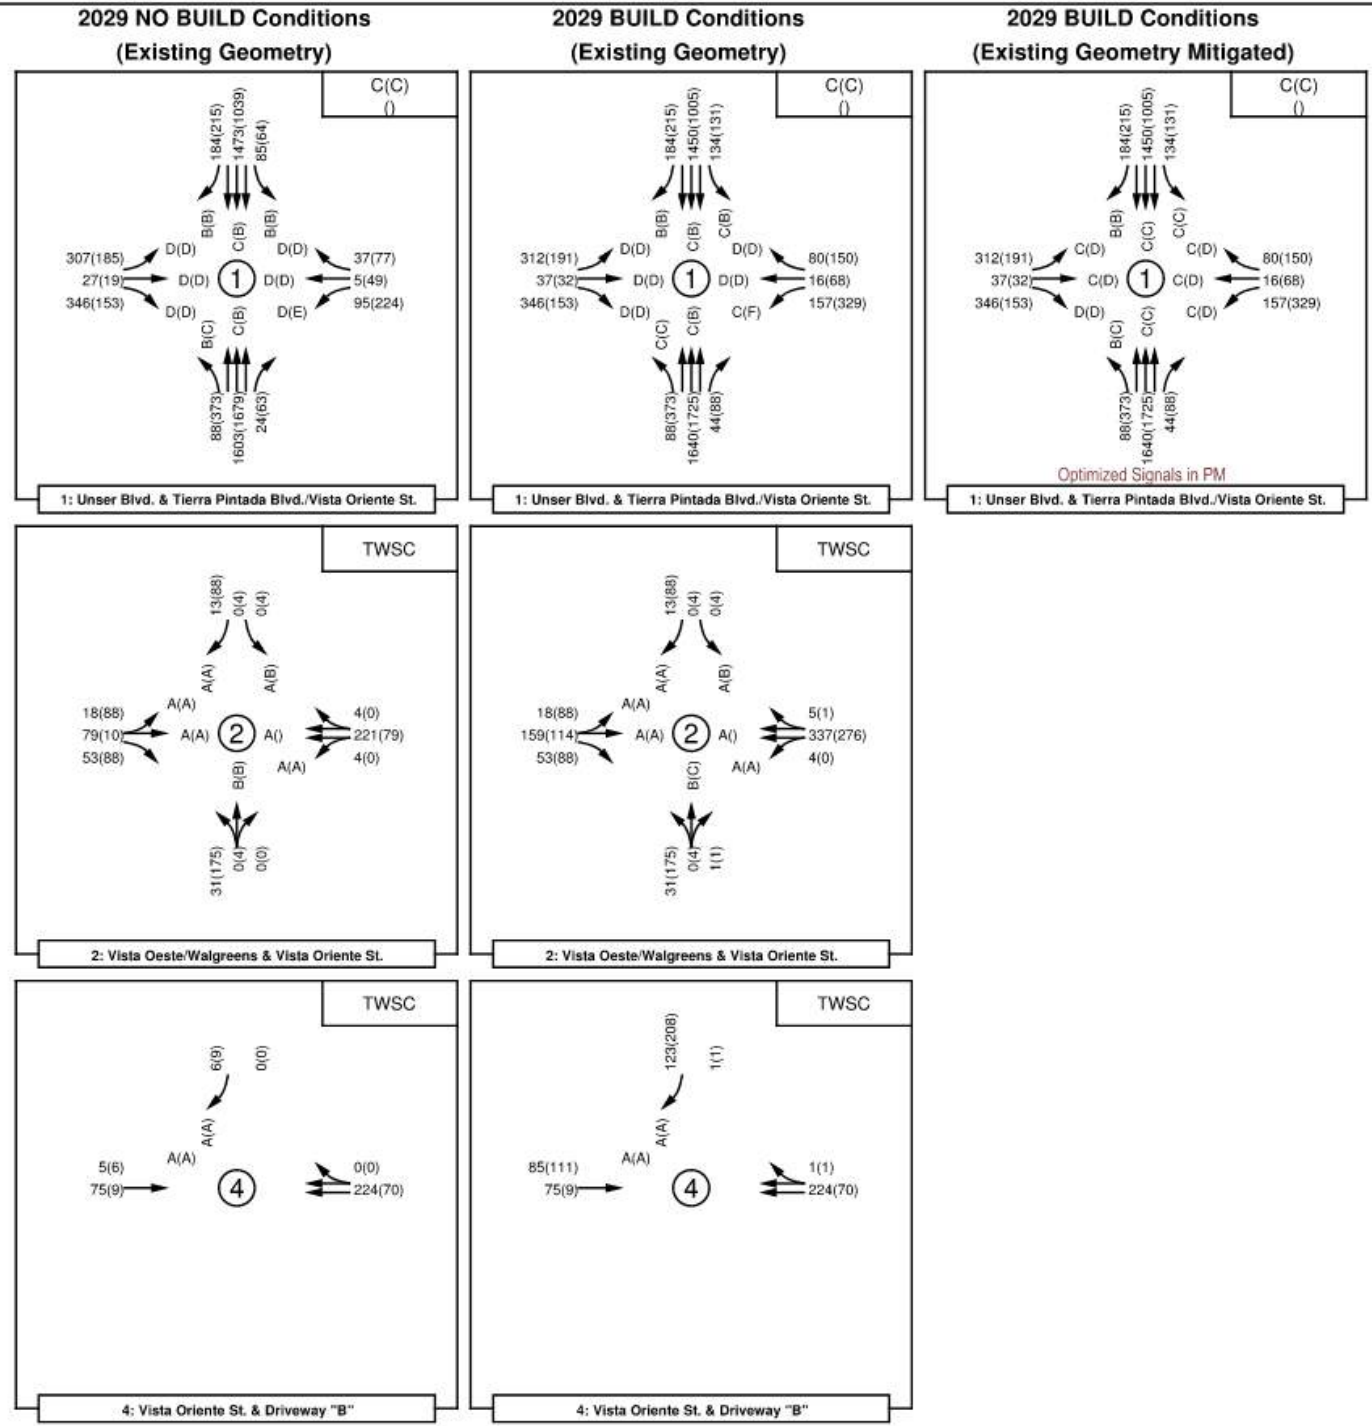 2029 NO BUILD Conditions
(Existing Geometry)
C(C)
()
184(215)
1473(1039)
85(64)
B(B)
C(B)
B(B)
307(185)
27(19)
346(153)
D(D)
D(D)
D(D)
1
D(D)
D(D)
D(E)
37(77)
5(49)
95(224)
B(C)
C(B)
88(373)
1603(1679)
24(63)
1: Unser Blvd. & Tierra Pintada Blvd./Vista Oriente St.
2029 BUILD Conditions
(Existing Geometry)
C(C)
()
184(215)
1450(1005)
134(131)
B(B)
C(B)
C(B)
312(191)
37(32)
346(153)
D(D)
D(D)
D(D)
1
D(D)
D(D)
C(F)
80(150)
16(68)
157(329)
C(C)
C(B)
88(373)
1640(1725)
44(88)
1: Unser Blvd. & Tierra Pintada Blvd./Vista Oriente St.
2029 BUILD Conditions
(Existing Geometry Mitigated)
C(C)
()
184(215)
1450(1005)
134(131)
B(B)
C(C)
C(C)
312(191)
37(32)
346(153)
C(D)
C(D)
D(D)
1
C(D)
C(D)
C(D)
80(150)
16(68)
157(329)
B(C)
C(C)
88(373)
1640(1725)
44(88)
Optimized Signals in PM
1: Unser Blvd. & Tierra Pintada Blvd./Vista Oriente St.
TWSC
13(88)
0(4)
0(4)
A(A)
A(B)
18(88)
79(10)
53(88)
A(A)
A(A)
2
A()
A(A)
4(0)
221(79)
4(0)
B(B)
31(175)
0(4)
0(0)
2: Vista Oeste/Walgreens & Vista Oriente St.
TWSC
13(88)
0(4)
0(4)
A(A)
A(B)
18(88)
159(114)
53(88)
A(A)
A(A)
2
A()
A(A)
5(1)
337(276)
4(0)
B(C)
31(175)
0(4)
1(1)
2: Vista Oeste/Walgreens & Vista Oriente St.
TWSC
6(9)
0(0)
A(A)
A(A)
5(6)
75(9)
4
0(0)
224(70)
4: Vista Oriente St. & Driveway "B"
TWSC
123(208)
1(1)
A(A)
A(A)
85(111)
75(9)
4
1(1)
224(70)
4: Vista Oriente St. & Driveway "B"